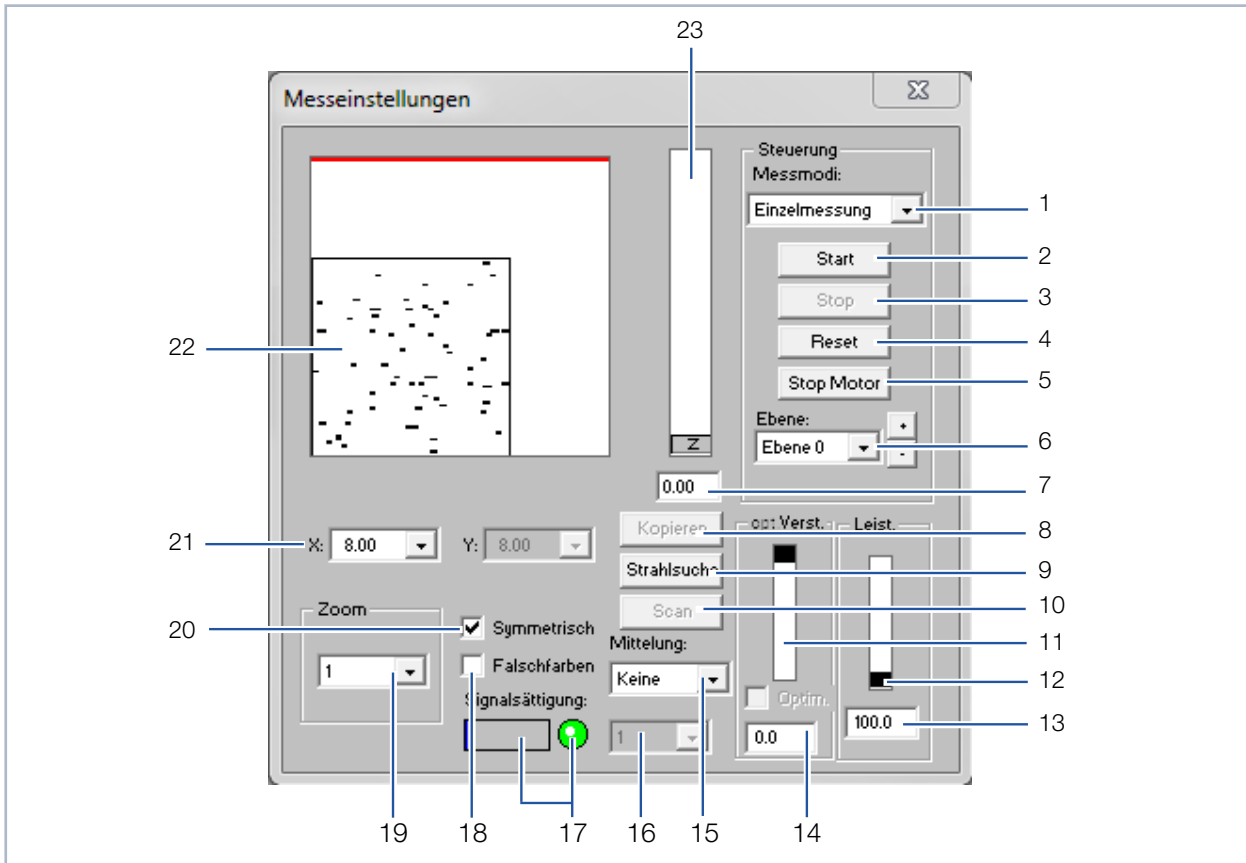 23
Messeinstellungen
Steuerung
Messmodi:
Einzelmessung
1
Start
2
Stop
3
Reset
4
Stop Motor
5
Ebene:
+
Ebene 0
-
6
22
Z
0.00
7
Kopieren
8
opt Verst.
Leist.
21
X: 8.00
Y: 8.00
Strahlsuche
9
Scan
10
Zoom
20
Symmetrisch
Mittelung:
11
1
Falschfarben
Keine
12
Optim.
Signalsättigung:
1
0.0
100.0
13
19
18
17
16
15
14